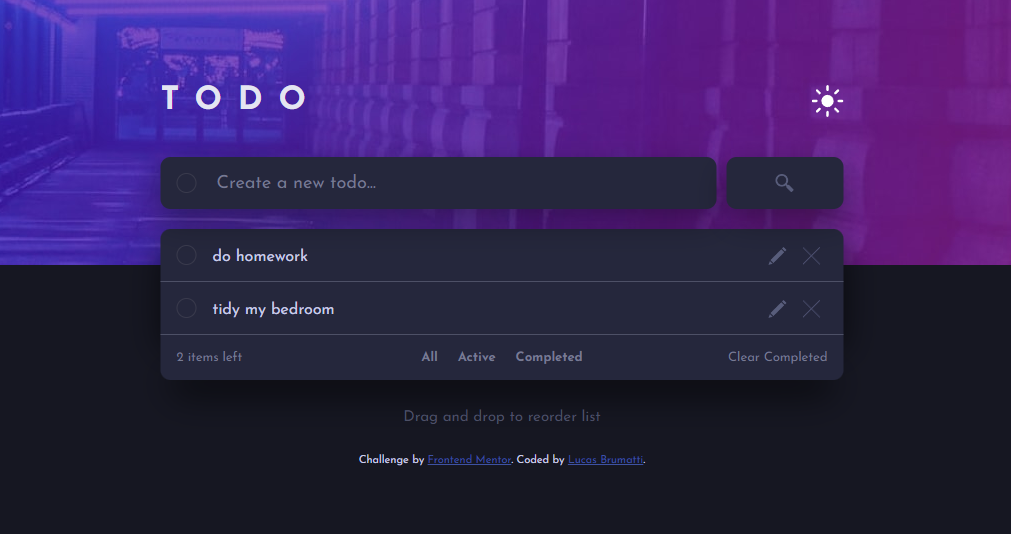 TODO
Create a new todo...
do homework
tidy my bedroom
2 items left All Active Completed Clear Completed
Drag and drop to reorder list
Challenge by Frontend Mentor. Coded by Lucas Brumatti.